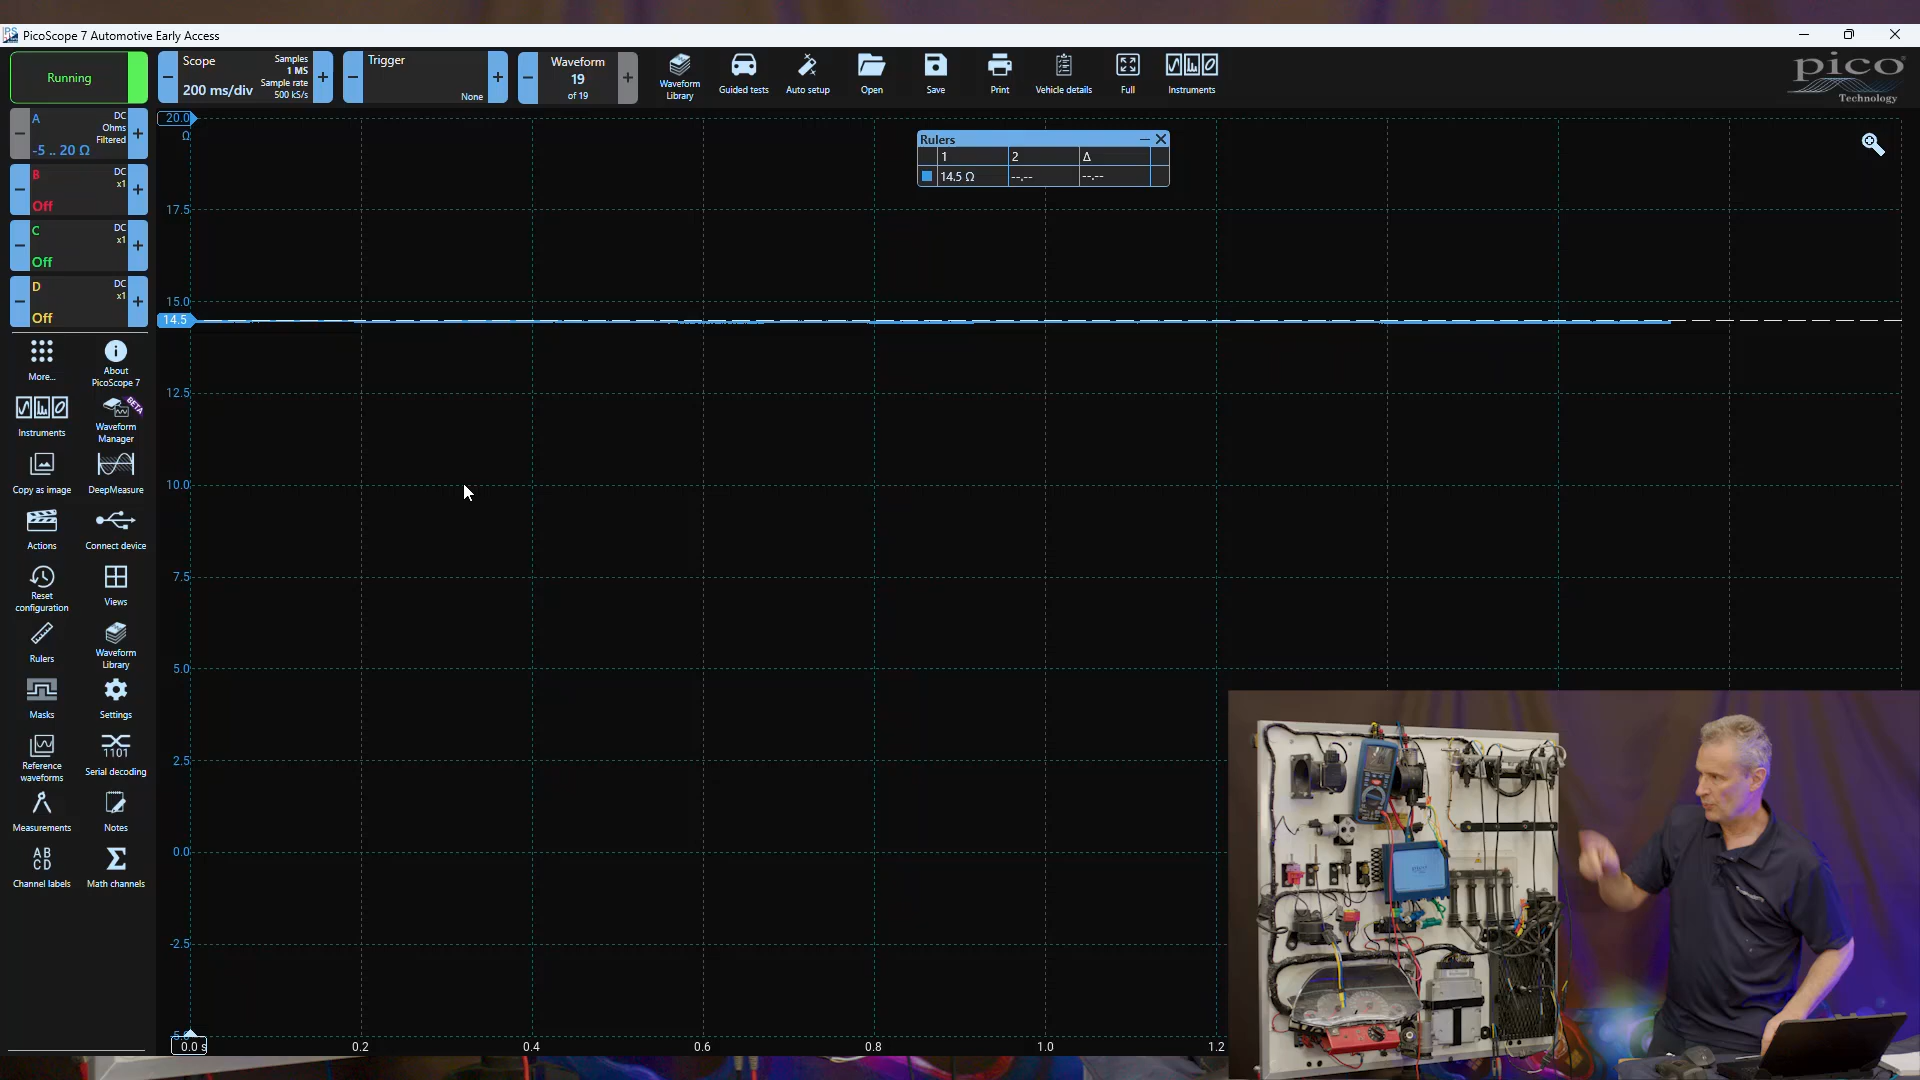 PicoScope 7 Automotive Early Access
Running
Scope
200 ms/div
Samples
1 MS
Sample rate
500 kS/s
Trigger
None
Waveform
19
of 19
Waveform
Library
Guided tests
Auto setup
Open
Save
Print
Vehicle details
Full
Instruments
pico
Technology
A
DC
Ohms
Filtered
-5 .. 20 Ω
B
DC
x1
Off
C
DC
x1
Off
D
DC
x1
Off
More...
About
PicoScope 7
Instruments
BETA
Waveform
Manager
Copy as image
DeepMeasure
Actions
Connect device
Reset
configuration
Views
Rulers
Waveform
Library
Masks
Settings
Reference
waveforms
1101
Serial decoding
Measurements
Notes
AB
CD
Channel labels
Math channels
20.0
Ω
17.5
15.0
14.5
12.5
10.0
7.5
5.0
2.5
0.0
-2.5
-5.0
0.0 s
0.2
0.4
0.6
0.8
1.0
1.2
Rulers
1
2
Δ
14.5 Ω
--.--
--.--